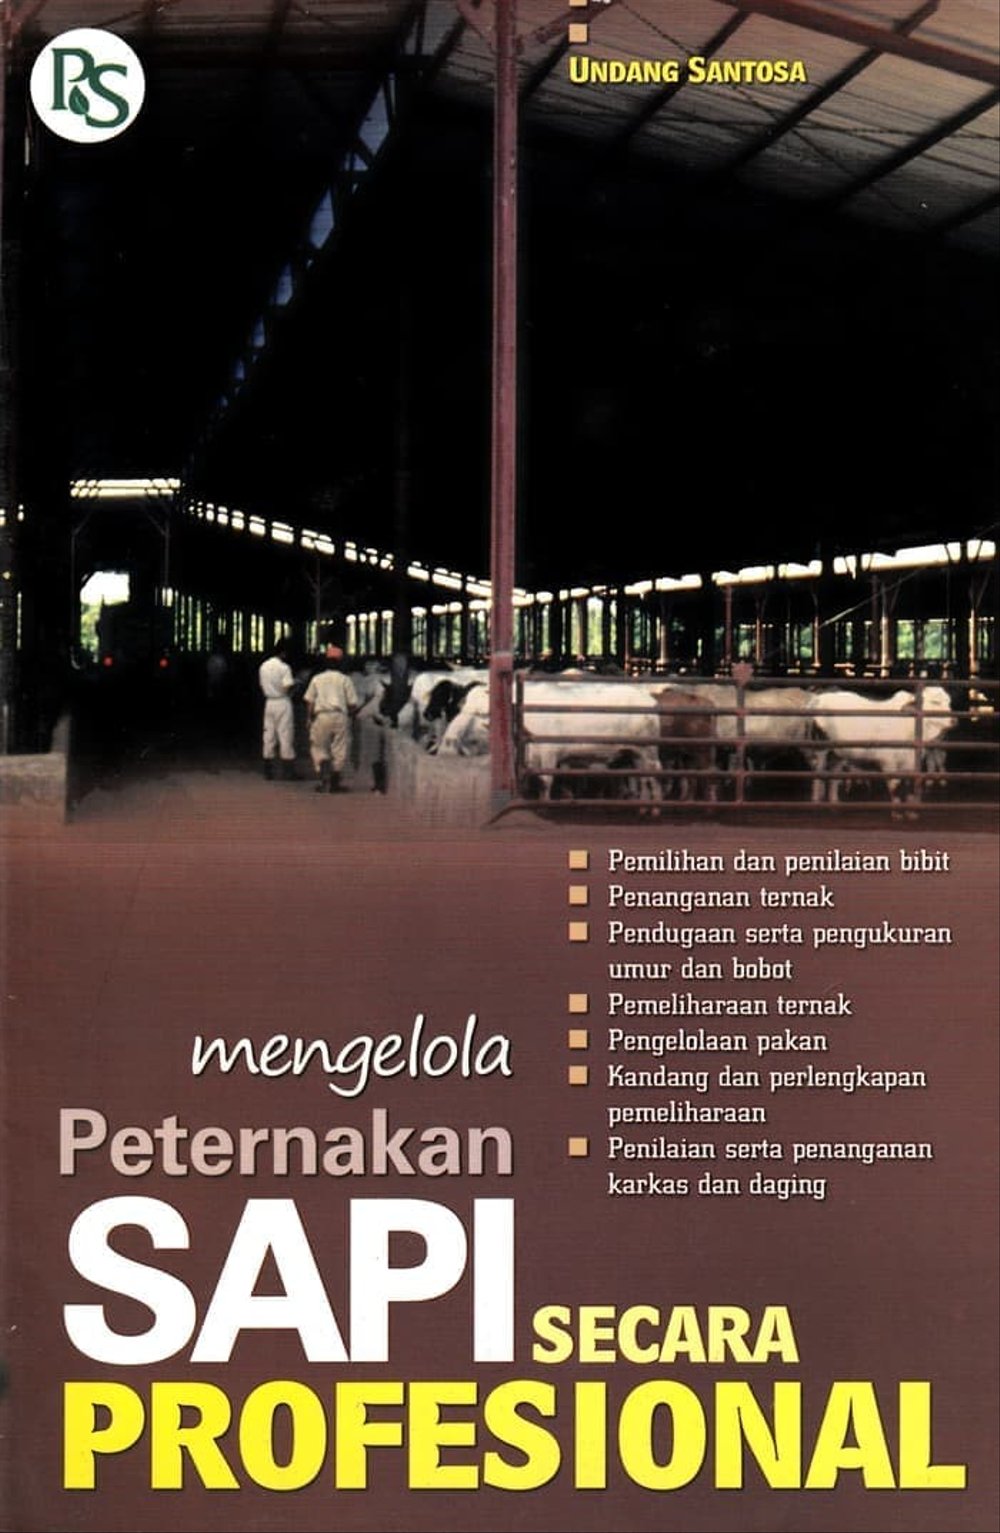 PS
UNDANG SANTOSA
Pemilihan dan penilaian bibit
Penanganan ternak
Pendugaan serta pengukuran
umur dan bobot
Pemeliharaan ternak
Pengelolaan pakan
Kandang dan perlengkapan
pemeliharaan
Penilaian serta penanganan
karkas dan daging
mengelola
Peternakan
SAPI SECARA
PROFESIONAL